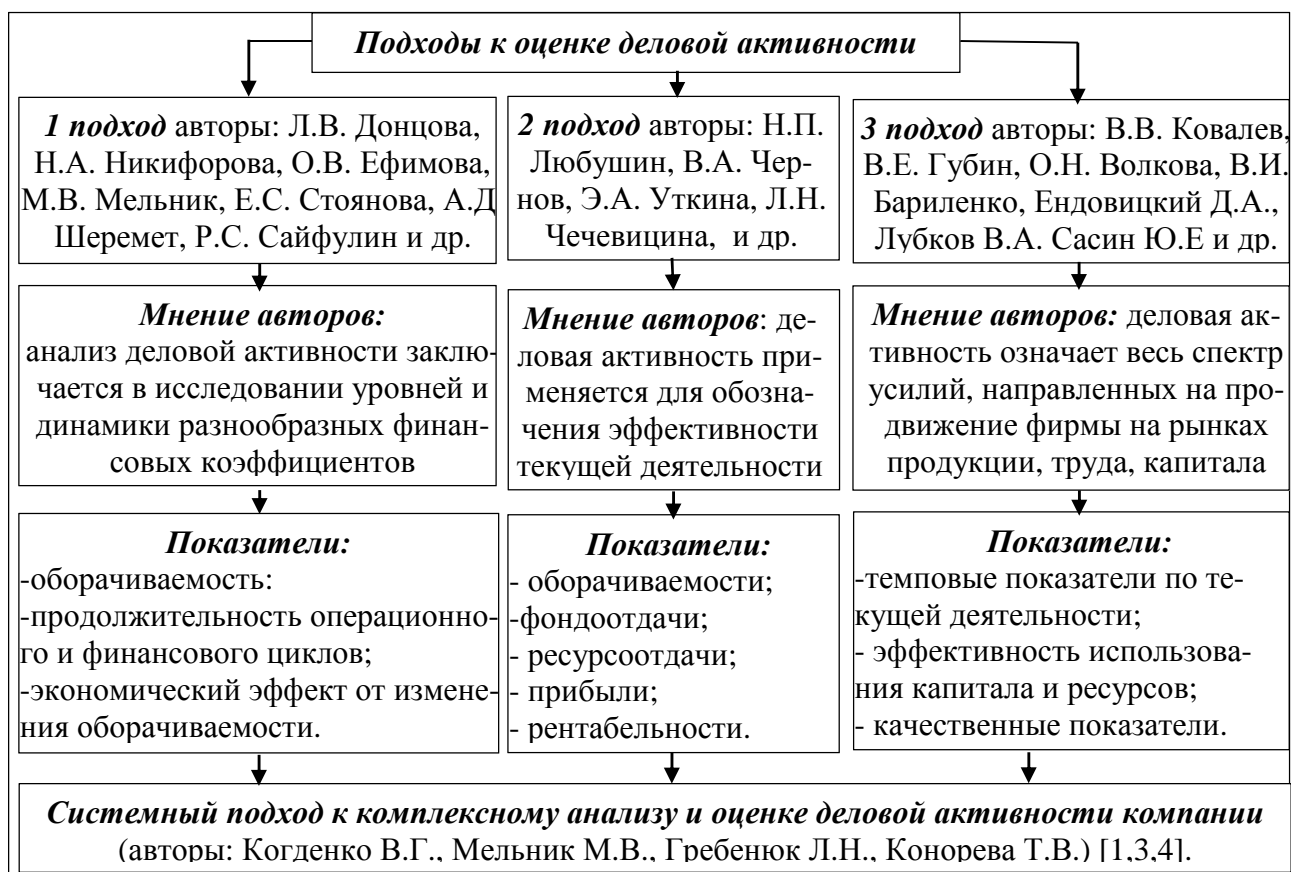 Подходы к оценке деловой активности
1 подход авторы: Л.В. Донцова,
Н.А. Никифорова, О.В. Ефимова,
М.В. Мельник, Е.С. Стоянова, А.Д
Шеремет, Р.С. Сайфулин и др.
2 подход авторы: Н.П.
Любушин, В.А. Чер-
нов, Э.А. Уткина, Л.Н.
Чечевицина, и др.
3 подход авторы: В.В. Ковалев,
В.Е. Губин, О.Н. Волкова, В.И.
Бариленко, Ендовицкий Д.А.,
Лубков В.А. Сасин Ю.Е и др.
Мнение авторов:
анализ деловой активности заклю-
чается в исследовании уровней и
динамики разнообразных финан-
совых коэффициентов
Мнение авторов: де-
ловая активность при-
меняется для обозна-
чения эффективности
текущей деятельности
Мнение авторов: деловая ак-
тивность означает весь спектр
усилий, направленных на про-
движение фирмы на рынках
продукции, труда, капитала
Показатели:
-оборачиваемость:
-продолжительность операционно-
го и финансового циклов;
-экономический эффект от измене-
ния оборачиваемости.
Показатели:
- оборачиваемости;
-фондоотдачи;
- ресурсоотдачи;
- прибыли;
- рентабельности.
Показатели:
-темповые показатели по те-
кущей деятельности;
- эффективность использова-
ния капитала и ресурсов;
- качественные показатели.
Системный подход к комплексному анализу и оценке деловой активности компании
(авторы: Когденко В.Г., Мельник М.В., Гребенюк Л.Н., Конорева Т.В.) [1,3,4].